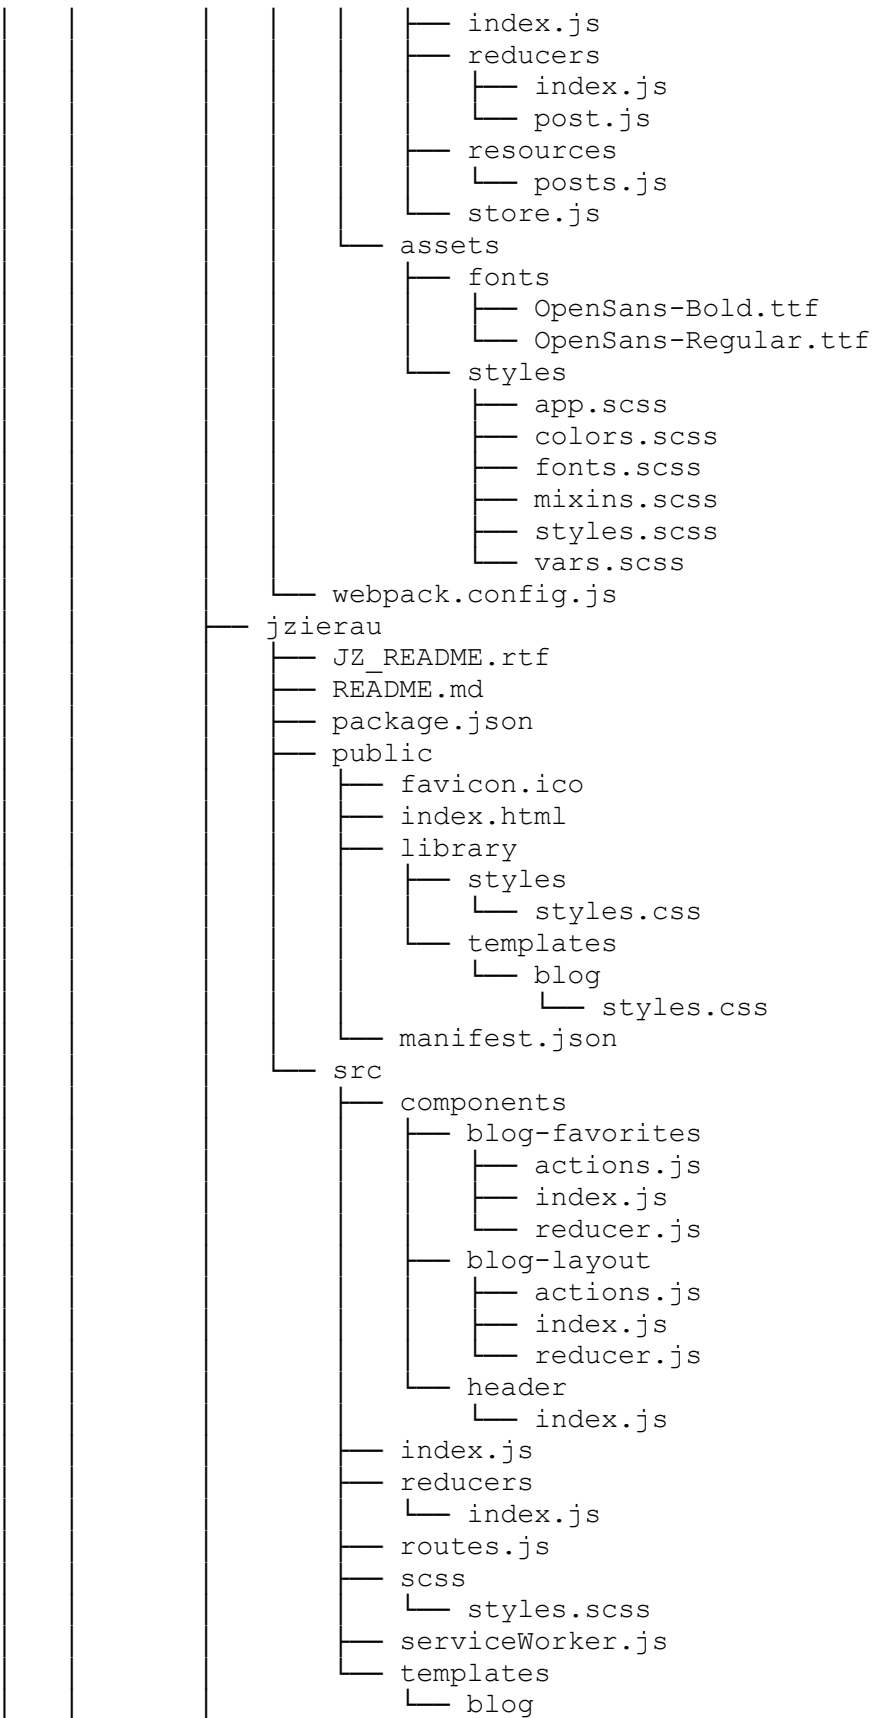 │   │       │   │   │   ├── index.js
│   │       │   │   │   ├── reducers
│   │       │   │   │   │   ├── index.js
│   │       │   │   │   │   └── post.js
│   │       │   │   │   ├── resources
│   │       │   │   │   │   └── posts.js
│   │       │   │   │   └── store.js
│   │       │   │   └── assets
│   │       │   │       ├── fonts
│   │       │   │       │   ├── OpenSans-Bold.ttf
│   │       │   │       │   └── OpenSans-Regular.ttf
│   │       │   │       └── styles
│   │       │   │           ├── app.scss
│   │       │   │           ├── colors.scss
│   │       │   │           ├── fonts.scss
│   │       │   │           ├── mixins.scss
│   │       │   │           ├── styles.scss
│   │       │   │           └── vars.scss
│   │       │   └── webpack.config.js
│   │       ├── jzierau
│   │       │   ├── JZ_README.rtf
│   │       │   ├── README.md
│   │       │   ├── package.json
│   │       │   ├── public
│   │       │   │   ├── favicon.ico
│   │       │   │   ├── index.html
│   │       │   │   ├── library
│   │       │   │   │   ├── styles
│   │       │   │   │   │   └── styles.css
│   │       │   │   │   └── templates
│   │       │   │   │       └── blog
│   │       │   │   │           └── styles.css
│   │       │   │   └── manifest.json
│   │       │   └── src
│   │       │       ├── components
│   │       │       │   ├── blog-favorites
│   │       │       │   │   ├── actions.js
│   │       │       │   │   ├── index.js
│   │       │       │   │   └── reducer.js
│   │       │       │   ├── blog-layout
│   │       │       │   │   ├── actions.js
│   │       │       │   │   ├── index.js
│   │       │       │   │   └── reducer.js
│   │       │       │   └── header
│   │       │       │       └── index.js
│   │       │       ├── index.js
│   │       │       ├── reducers
│   │       │       │   └── index.js
│   │       │       ├── routes.js
│   │       │       ├── scss
│   │       │       │   └── styles.scss
│   │       │       ├── serviceWorker.js
│   │       │       └── templates
│   │       │           └── blog